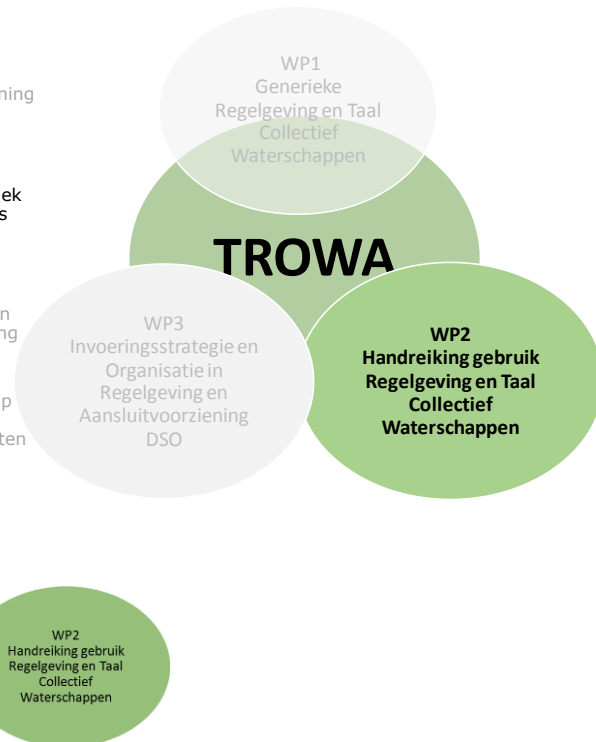 WP1
Generieke
Regelgeving en Taal
Collectief
Waterschappen
TROWA
WP3
Invoeringsstrategie en
Organisatie in
Regelgeving en
Aansluitvoorziening
DSO
WP2
Handreiking gebruik
Regelgeving en Taal
Collectief
Waterschappen
WP2
Handreiking gebruik
Regelgeving en Taal
Collectief
Waterschappen